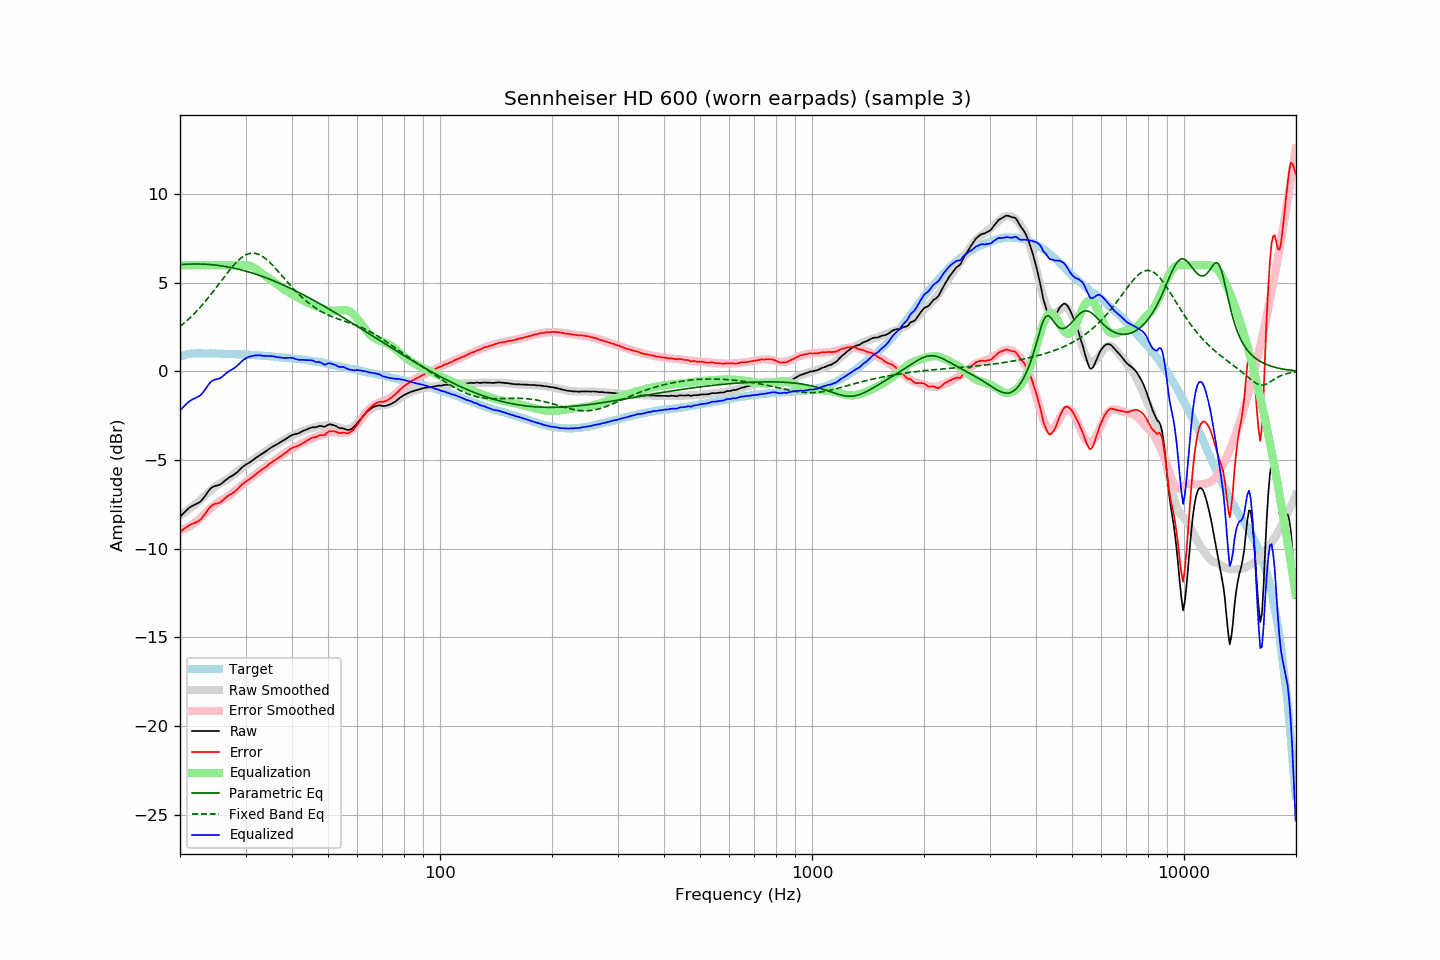 Sennheiser HD 600 (worn earpads) (sample 3)
10
5
0
−5
−10
−15
−20
−25
Amplitude (dBr)
Target
Raw Smoothed
Error Smoothed
Raw
Error
Equalization
Parametric Eq
Fixed Band Eq
Equalized
100
1000
10000
Frequency (Hz)